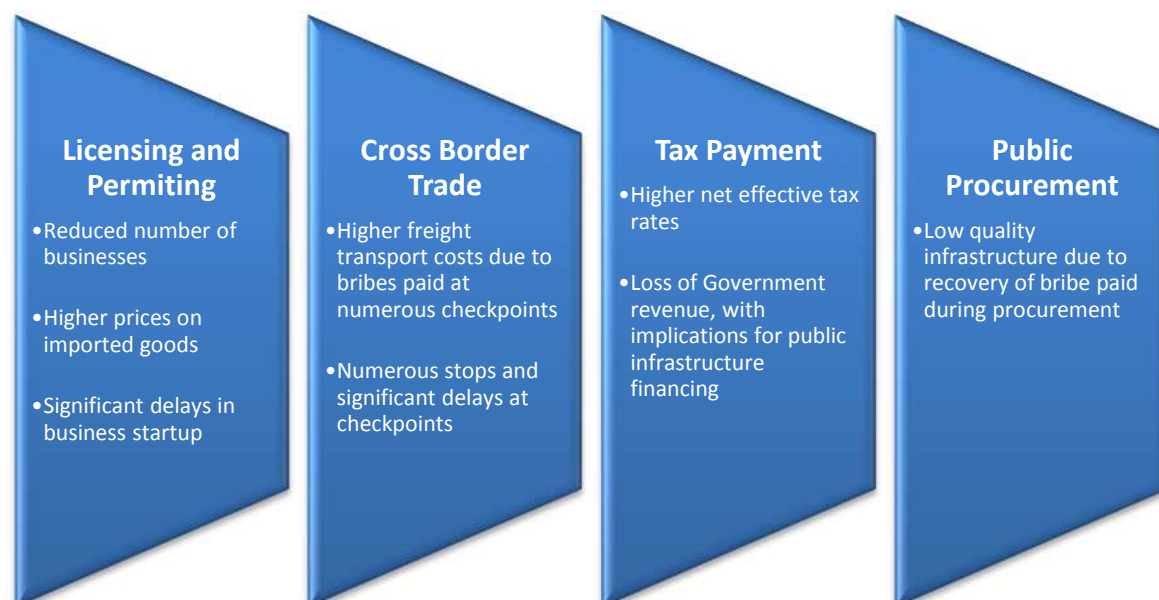 Licensing and
Permiting
•Reduced number of
businesses
•Higher prices on
imported goods
•Significant delays in
business startup
Cross Border
Trade
•Higher freight
transport costs due to
bribes paid at
numerous checkpoints
•Numerous stops and
significant delays at
checkpoints
Tax Payment
•Higher net effective tax
rates
•Loss of Government
revenue, with
implications for public
infrastructure
financing
Public
Procurement
•Low quality
infrastructure due to
recovery of bribe paid
during procurement